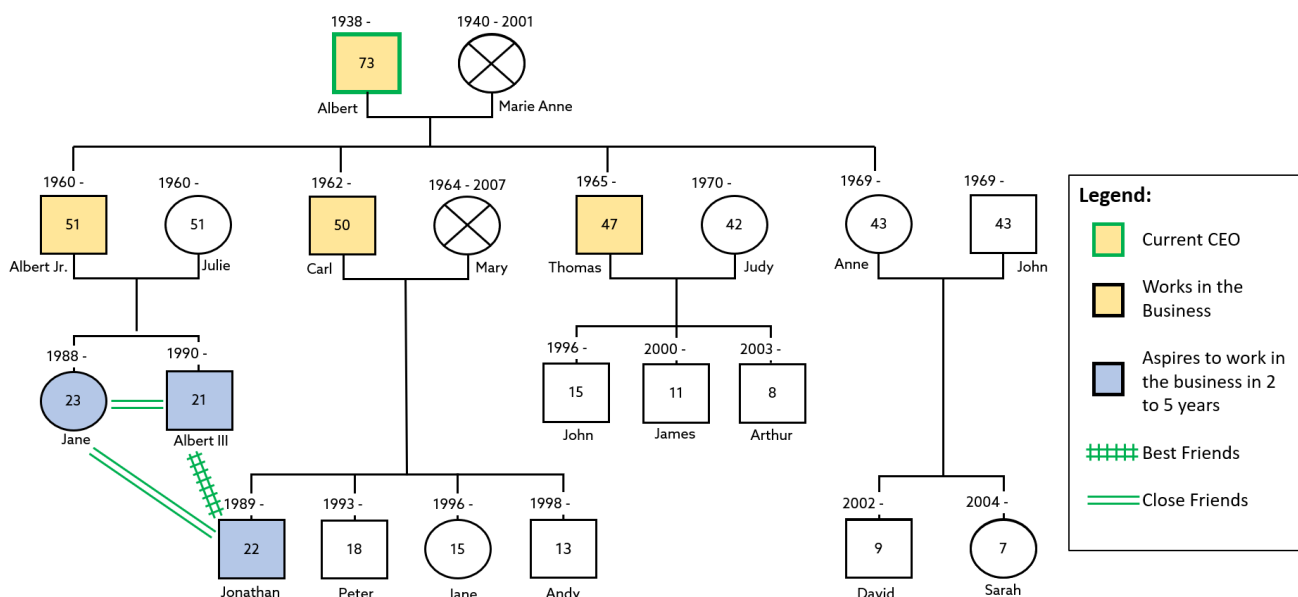 1938 -
1940 - 2001
73
Albert
Marie Anne
1960 -
1960 -
1962 -
1964 - 2007
1965 -
1970 -
1969 -
1969 -
51
51
50
47
42
43
43
Albert Jr.
Julie
Carl
Mary
Thomas
Judy
Anne
John
1988 -
1990 -
1996 -
2000 -
2003 -
23
21
15
11
8
Jane
Albert III
John
James
Arthur
1989 -
1993 -
1996 -
1998 -
2002 -
2004 -
22
18
15
13
9
7
Jonathan
Peter
Jane
Andy
David
Sarah
Legend:
Current CEO
Works in the
Business
Aspires to work in
the business in 2
to 5 years
Best Friends
Close Friends